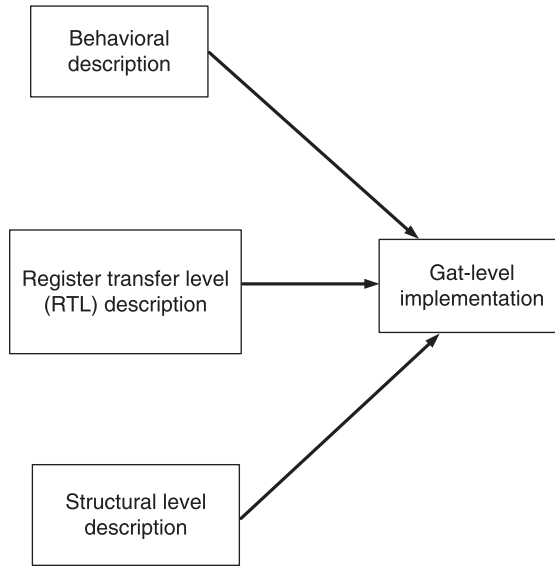 Behavioral
description
Register transfer level
(RTL) description
Gat-level
implementation
Structural level
description